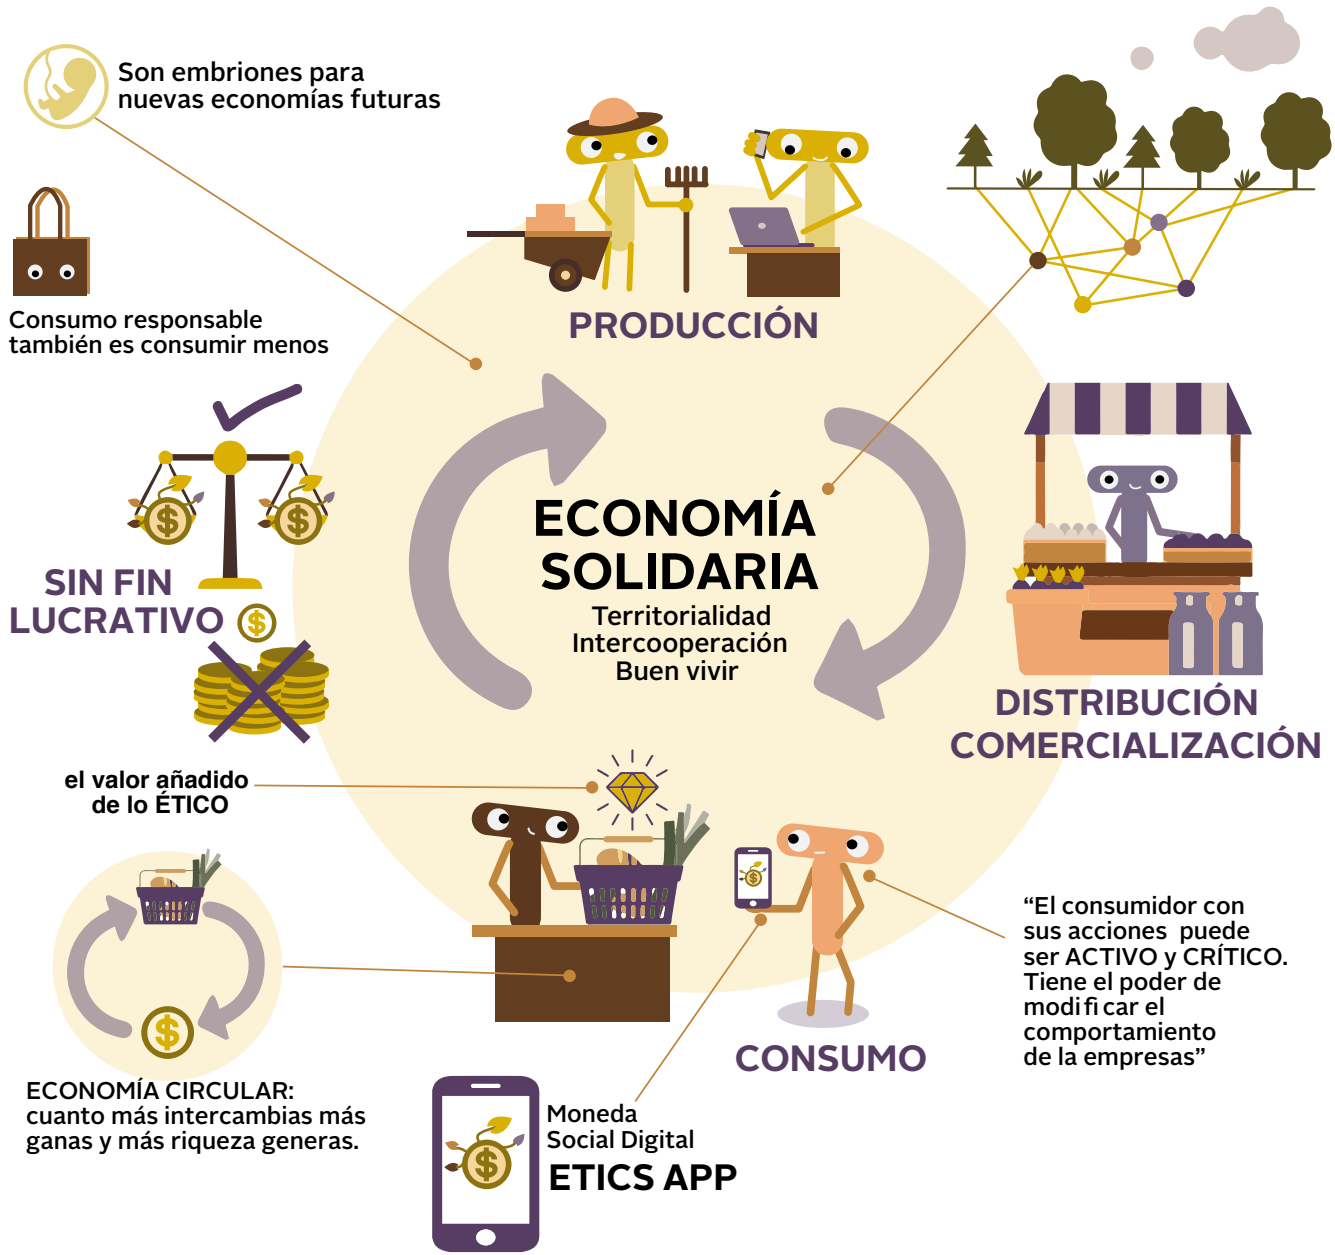 Son embriones para
nuevas economías futuras
PRODUCCIÓN
Consumo responsable
también es consumir menos
$ $
SIN FIN
LUCRATIVO
$
ECONOMÍA
SOLIDARIA
Territorialidad
Intercooperación
Buen vivir
DISTRIBUCIÓN
COMERCIALIZACIÓN
el valor añadido
de lo ÉTICO
$
“El consumidor con
sus acciones puede
ser ACTIVO y CRÍTICO.
Tiene el poder de
modifi car el
comportamiento
de la empresas”
$
CONSUMO
ECONOMÍA CIRCULAR:
cuanto más intercambias más
ganas y más riqueza generas.
$
Moneda
Social Digital
ETICS APP